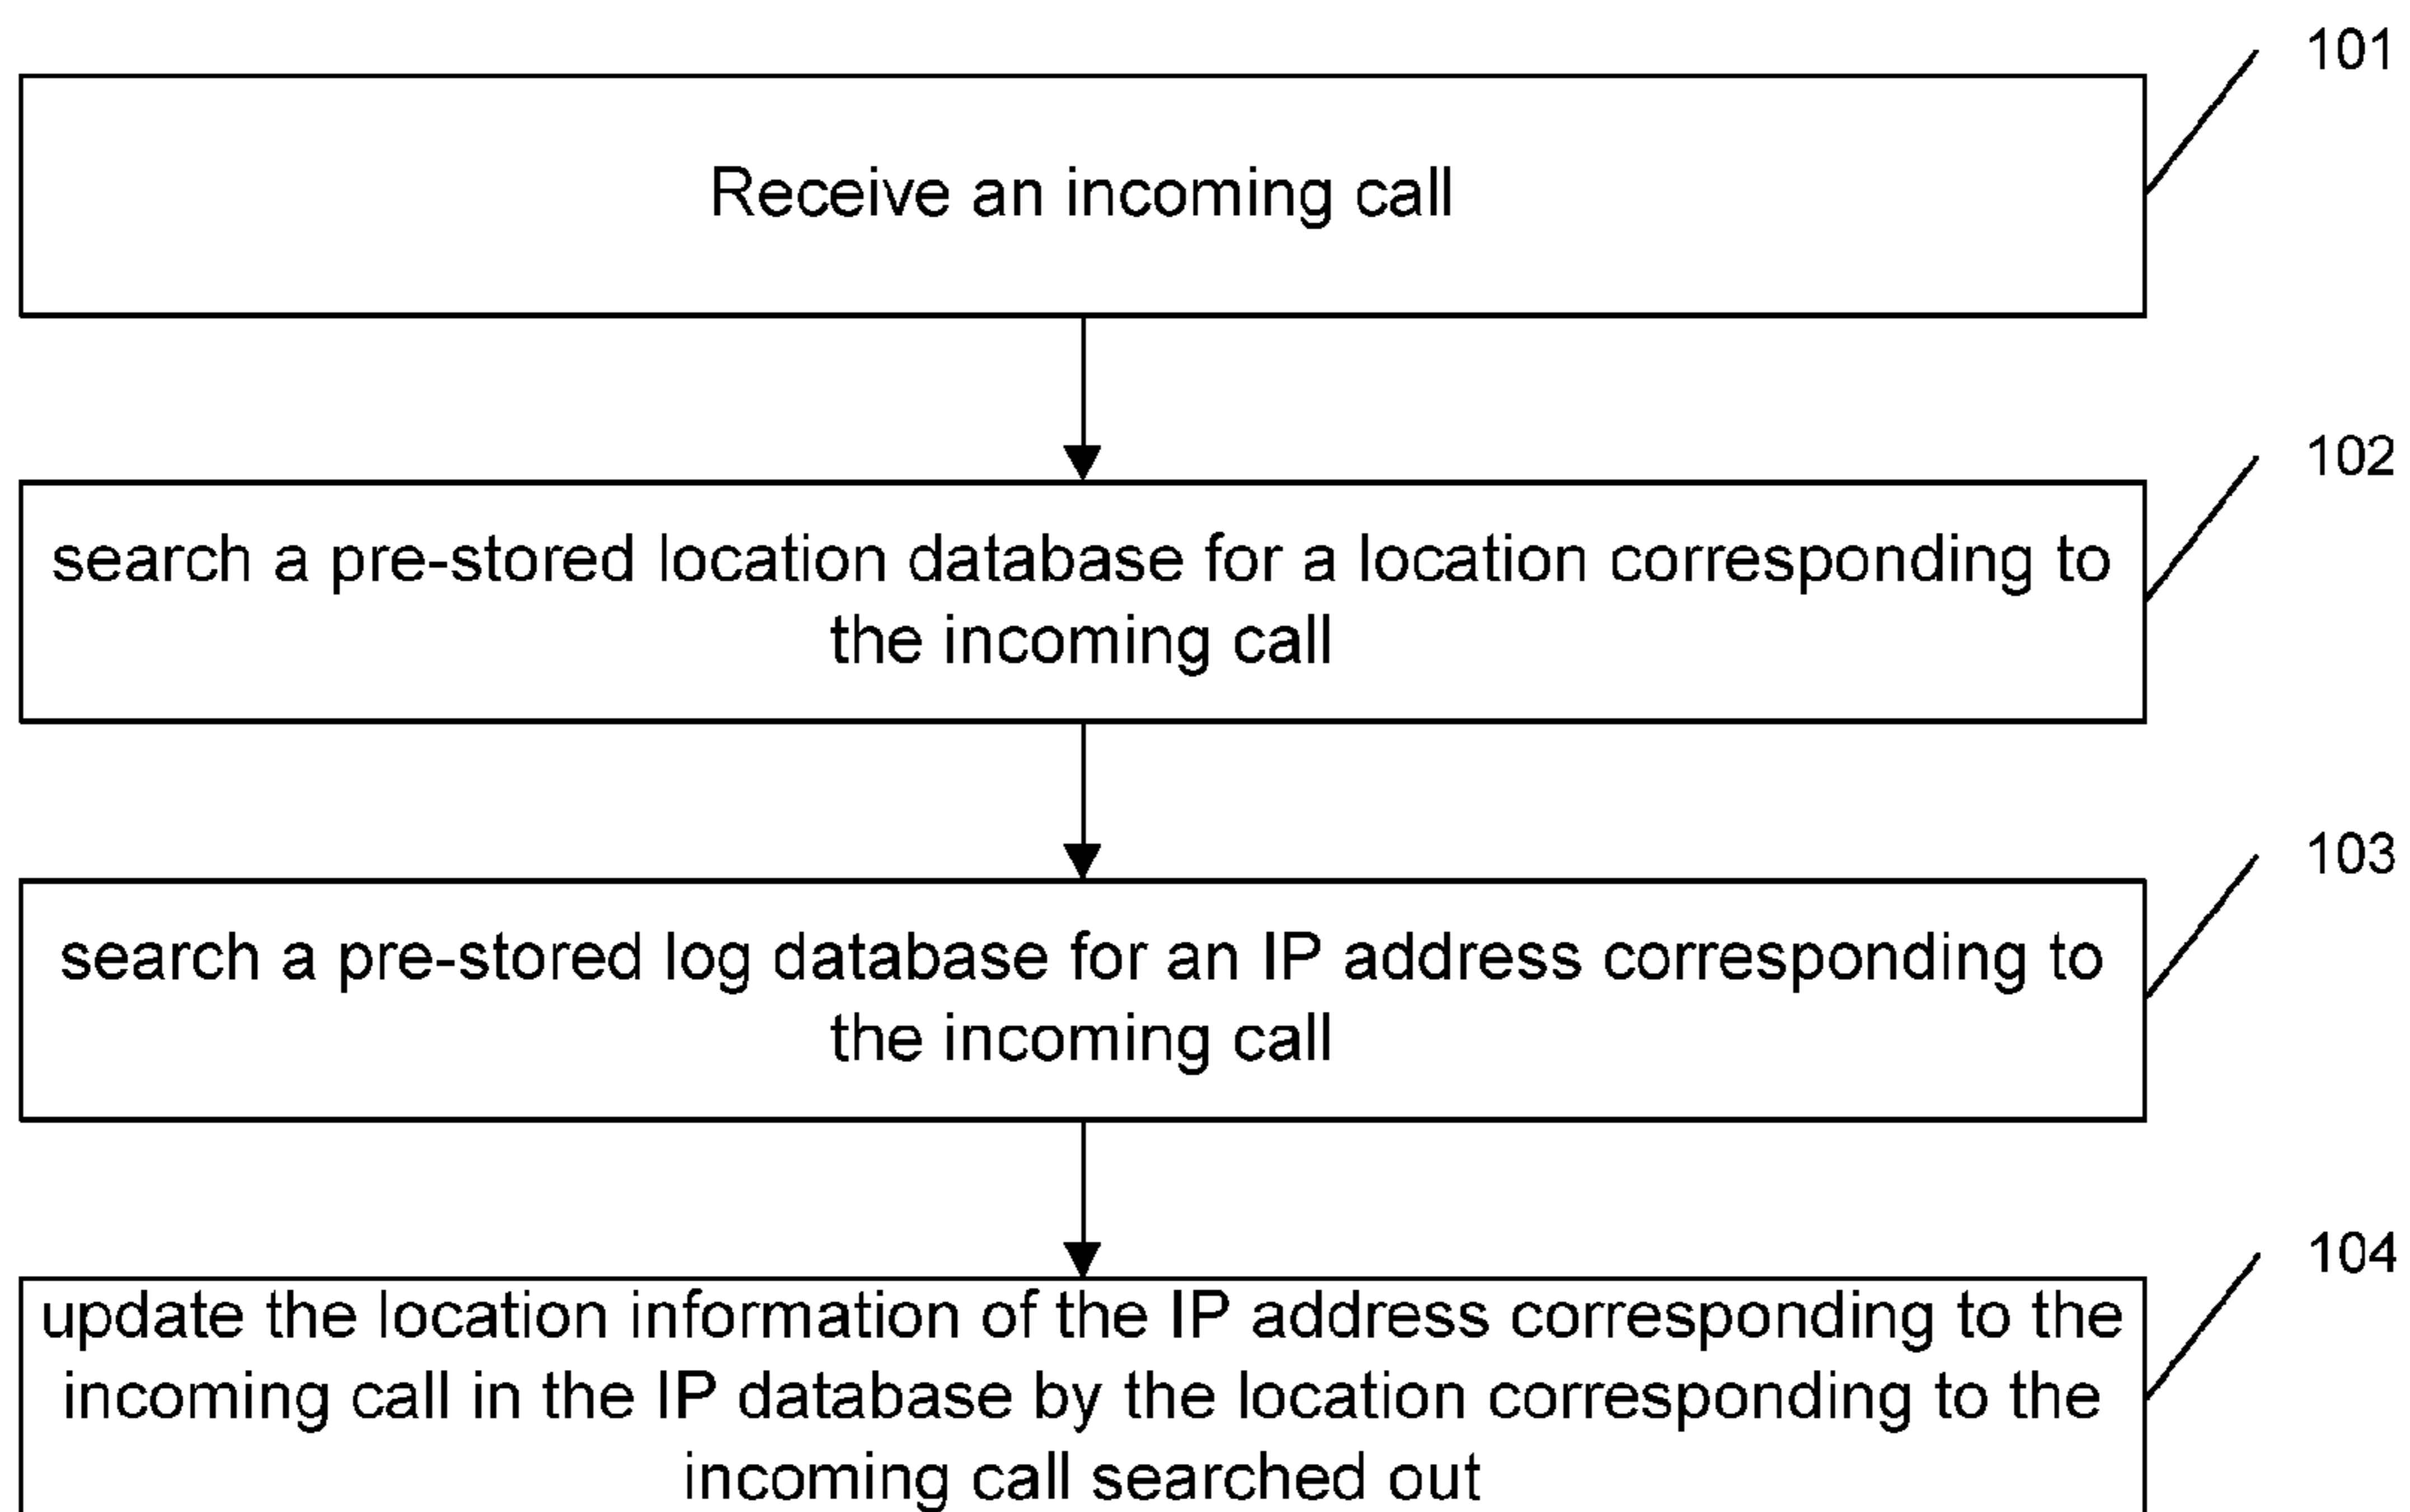 101
Receive an incoming call
102
search a pre-stored location database for a location corresponding to
the incoming call
103
search a pre-stored log database for an IP address corresponding to
the incoming call
104
update the location information of the IP address corresponding to the
incoming call in the IP database by the location corresponding to the
incoming call searched out